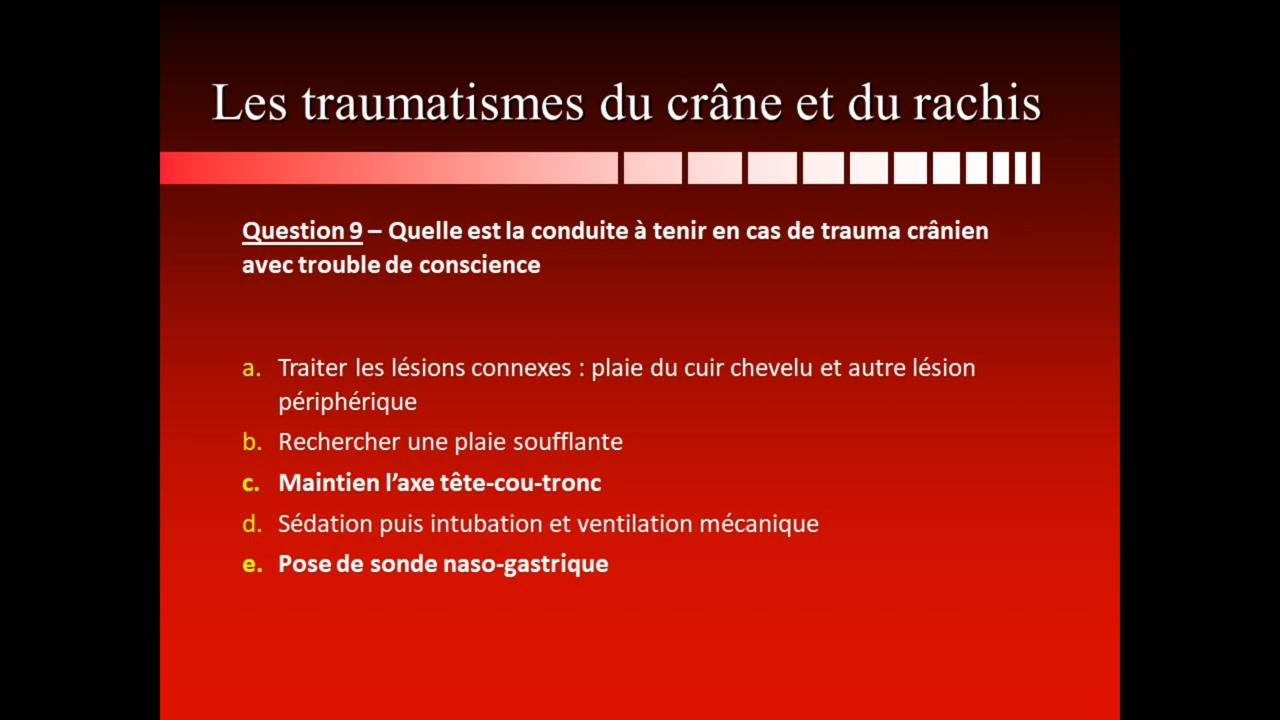 Les traumatismes du crâne et du rachis
Question 9 – Quelle est la conduite à tenir en cas de trauma crânien
avec trouble de conscience
a. Traiter les lésions connexes : plaie du cuir chevelu et autre lésion
périphérique
b. Rechercher une plaie soufflante
c. Maintien l’axe tête-cou-tronc
d. Sédation puis intubation et ventilation mécanique
e. Pose de sonde naso-gastrique